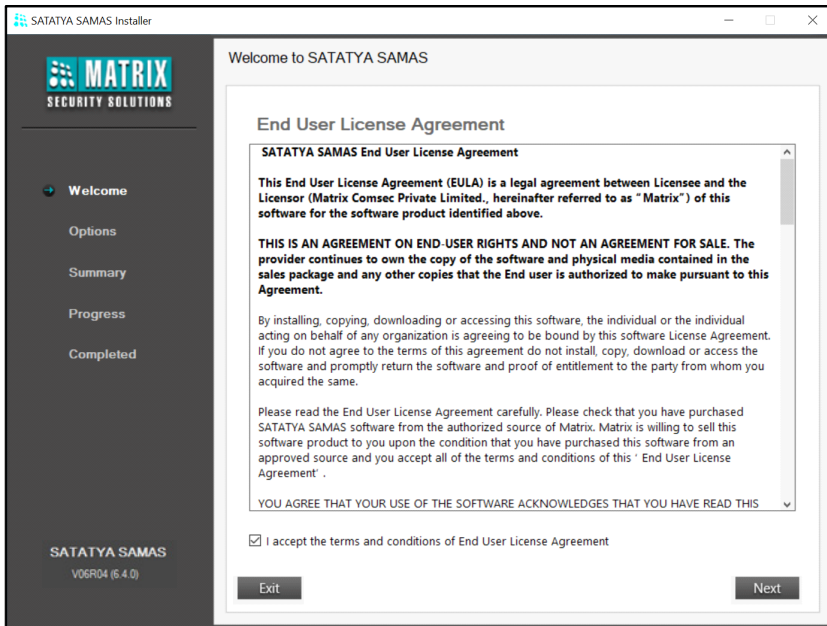 SATATYA SAMAS Installer
MATRIX
SECURITY SOLUTIONS
Welcome
Options
Summary
Progress
Completed
SATATYA SAMAS
V06R04 (6.4.0)
Welcome to SATATYA SAMAS
End User License Agreement
SATATYA SAMAS End User License Agreement
This End User License Agreement (EULA) is a legal agreement between Licensee and the
Licensor (Matrix Comsec Private Limited., hereinafter referred to as “Matrix”) of this
software for the software product identified above.
THIS IS AN AGREEMENT ON END-USER RIGHTS AND NOT AN AGREEMENT FOR SALE. The
provider continues to own the copy of the software and physical media contained in the
sales package and any other copies that the End user is authorized to make pursuant to this
Agreement.
By installing, copying, downloading or accessing this software, the individual or the individual
acting on behalf of any organization is agreeing to be bound by this software License Agreement.
If you do not agree to the terms of this agreement do not install, copy, download or access the
software and promptly return the software and proof of entitlement to the party from whom you
acquired the same.
Please read the End User License Agreement carefully. Please check that you have purchased
SATATYA SAMAS software from the authorized source of Matrix. Matrix is willing to sell this
software product to you upon the condition that you have purchased this software from an
approved source and you accept all of the terms and conditions of this ' End User License
Agreement' .
YOU AGREE THAT YOUR USE OF THE SOFTWARE ACKNOWLEDGES THAT YOU HAVE READ THIS
I accept the terms and conditions of End User License Agreement
Exit
Next